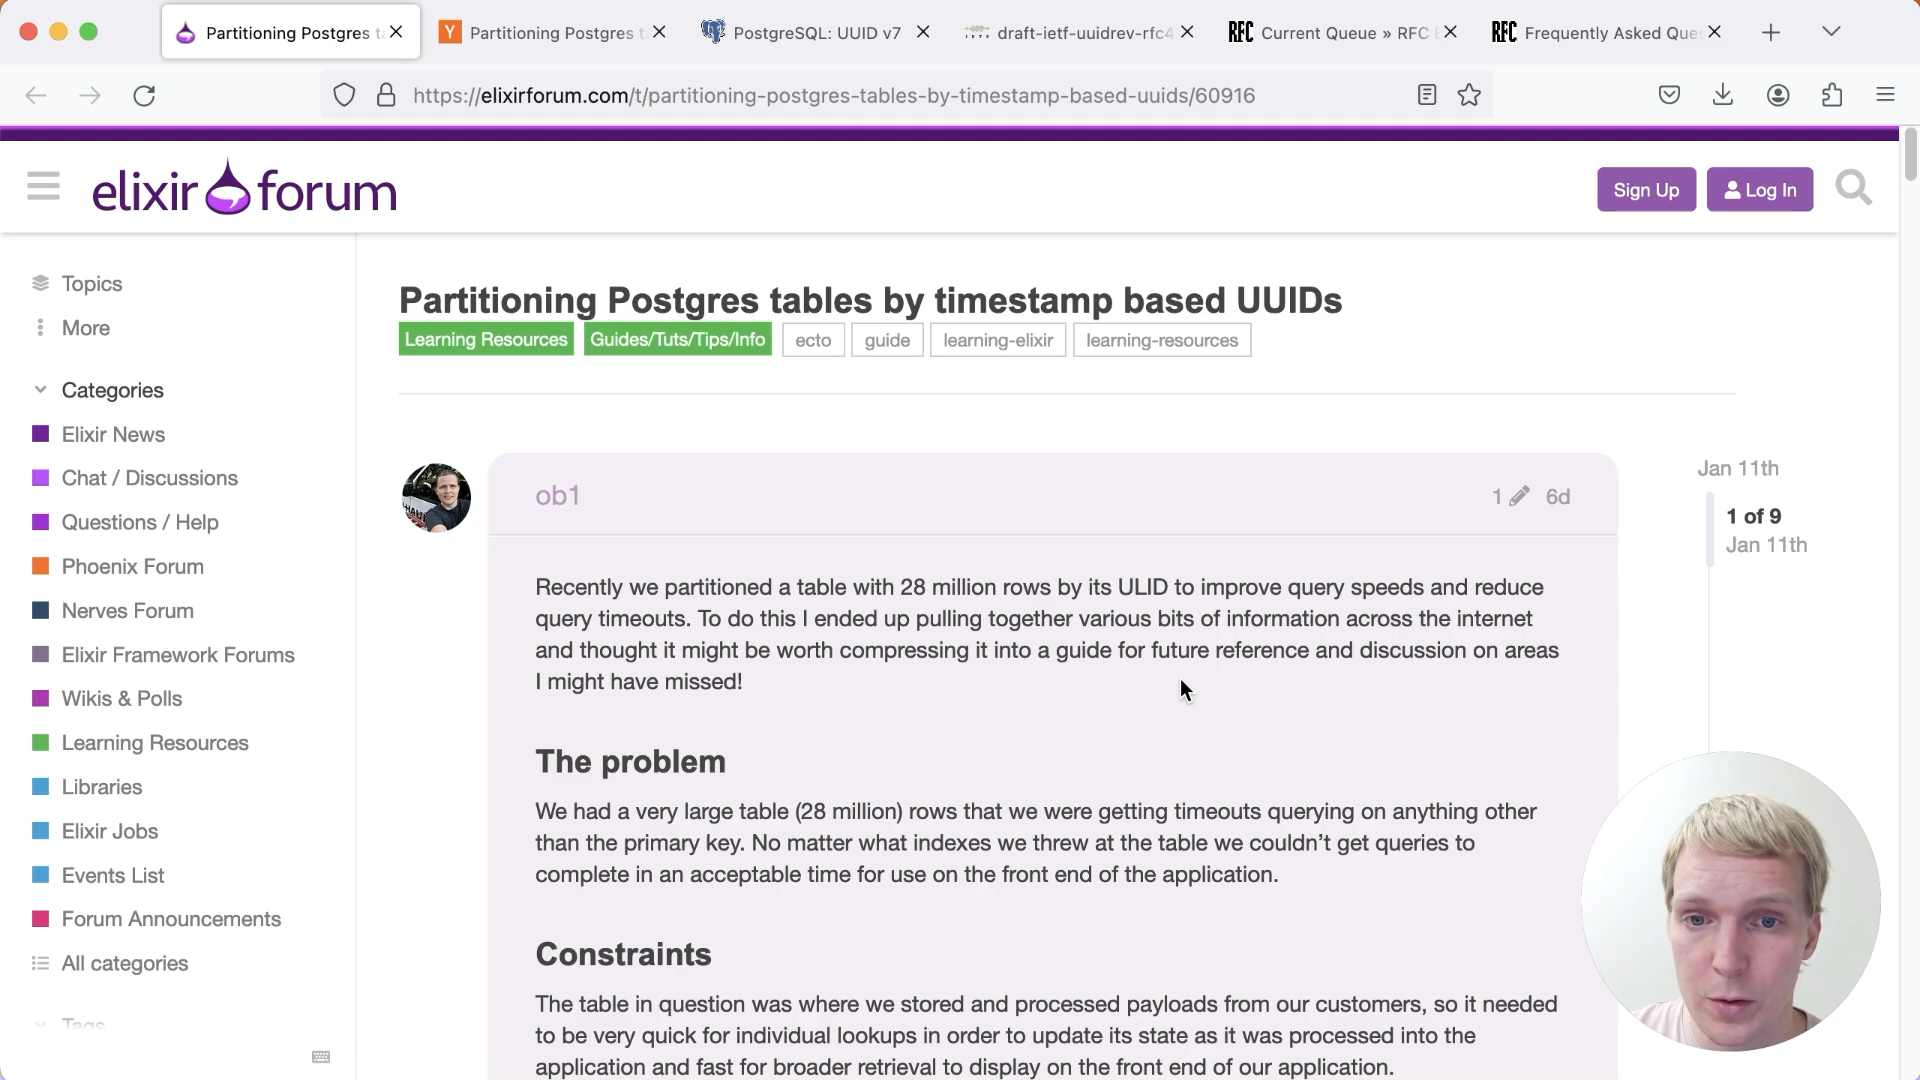 Partitioning Postgres t
Partitioning Postgres t
PostgreSQL: UUID v7
draft-ietf-uuidrev-rfc4
RFC Current Queue » RFC E
RFC Frequently Asked Ques
https://elixirforum.com/t/partitioning-postgres-tables-by-timestamp-based-uuids/60916
elixir forum
Sign Up
Log In
Topics
More
Categories
Elixir News
Chat / Discussions
Questions / Help
Phoenix Forum
Nerves Forum
Elixir Framework Forums
Wikis & Polls
Learning Resources
Libraries
Elixir Jobs
Events List
Forum Announcements
All categories
Tags
Partitioning Postgres tables by timestamp based UUIDs
Learning Resources Guides/Tuts/Tips/Info ecto guide learning-elixir learning-resources
ob1
1 6d
Recently we partitioned a table with 28 million rows by its ULID to improve query speeds and reduce
query timeouts. To do this I ended up pulling together various bits of information across the internet
and thought it might be worth compressing it into a guide for future reference and discussion on areas
I might have missed!
The problem
We had a very large table (28 million) rows that we were getting timeouts querying on anything other
than the primary key. No matter what indexes we threw at the table we couldn’t get queries to
complete in an acceptable time for use on the front end of the application.
Constraints
The table in question was where we stored and processed payloads from our customers, so it needed
to be very quick for individual lookups in order to update its state as it was processed into the
application and fast for broader retrieval to display on the front end of our application.
Jan 11th
1 of 9
Jan 11th